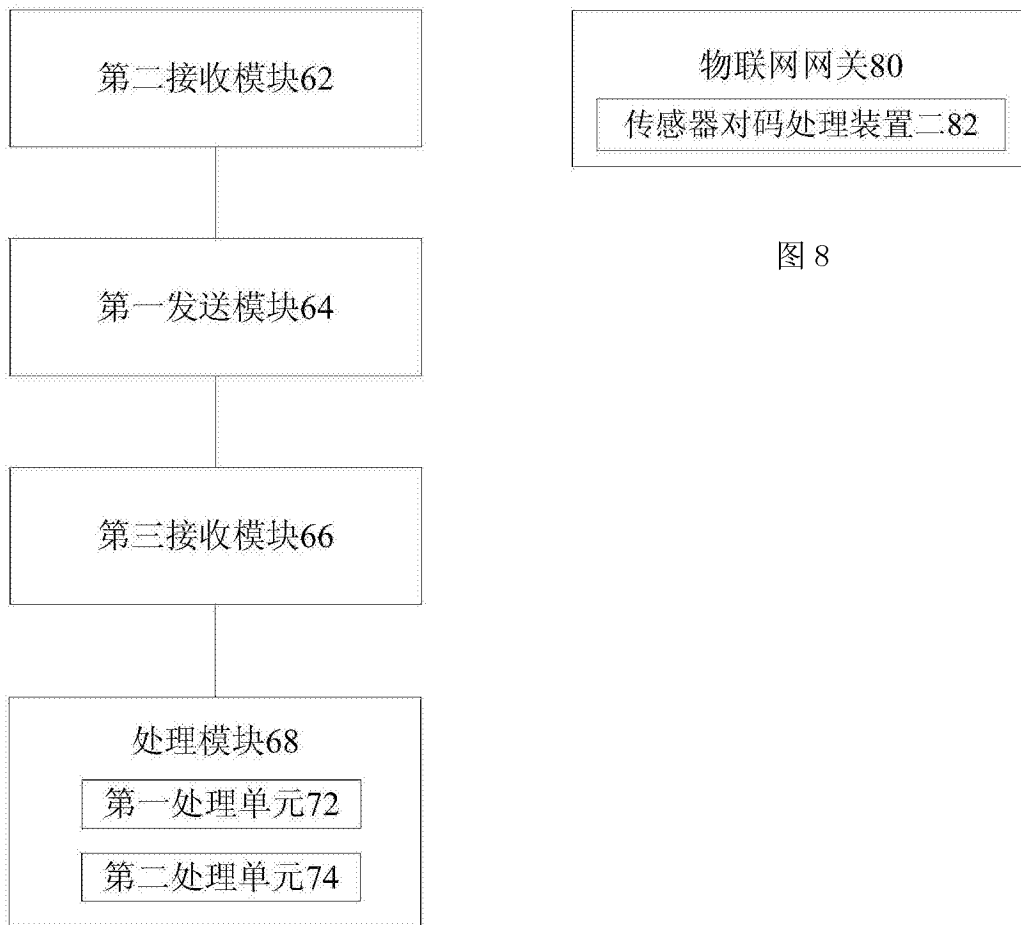 第二接收模块62
第一发送模块64
第三接收模块66
处理模块68
第一处理单元72
第二处理单元74
物联网网关80
传感器对码处理装置二82
图 8